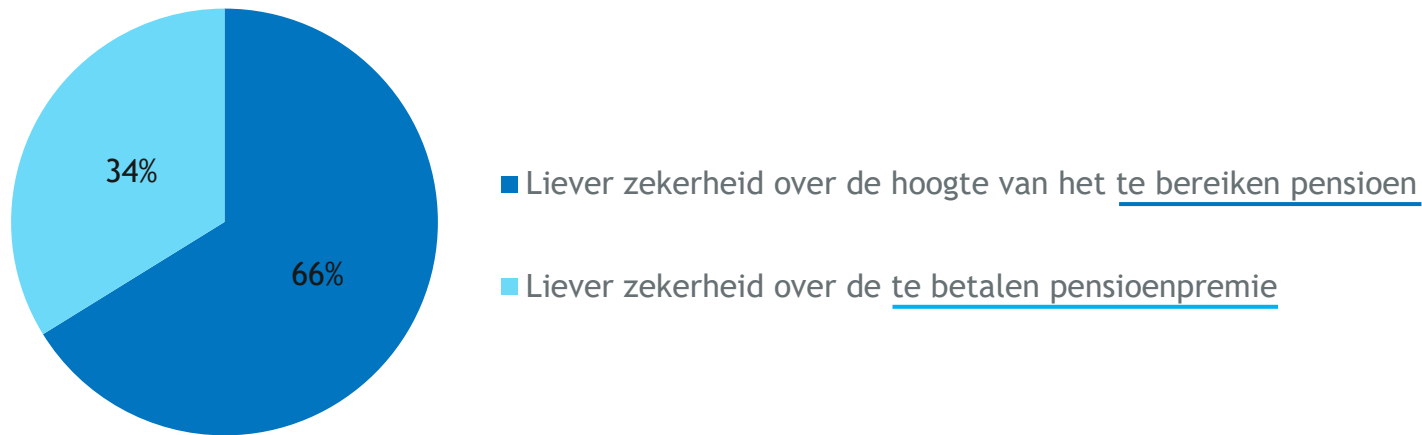 34%
Liever zekerheid over de hoogte van het te bereiken pensioen
66%
Liever zekerheid over de te betalen pensioenpremie